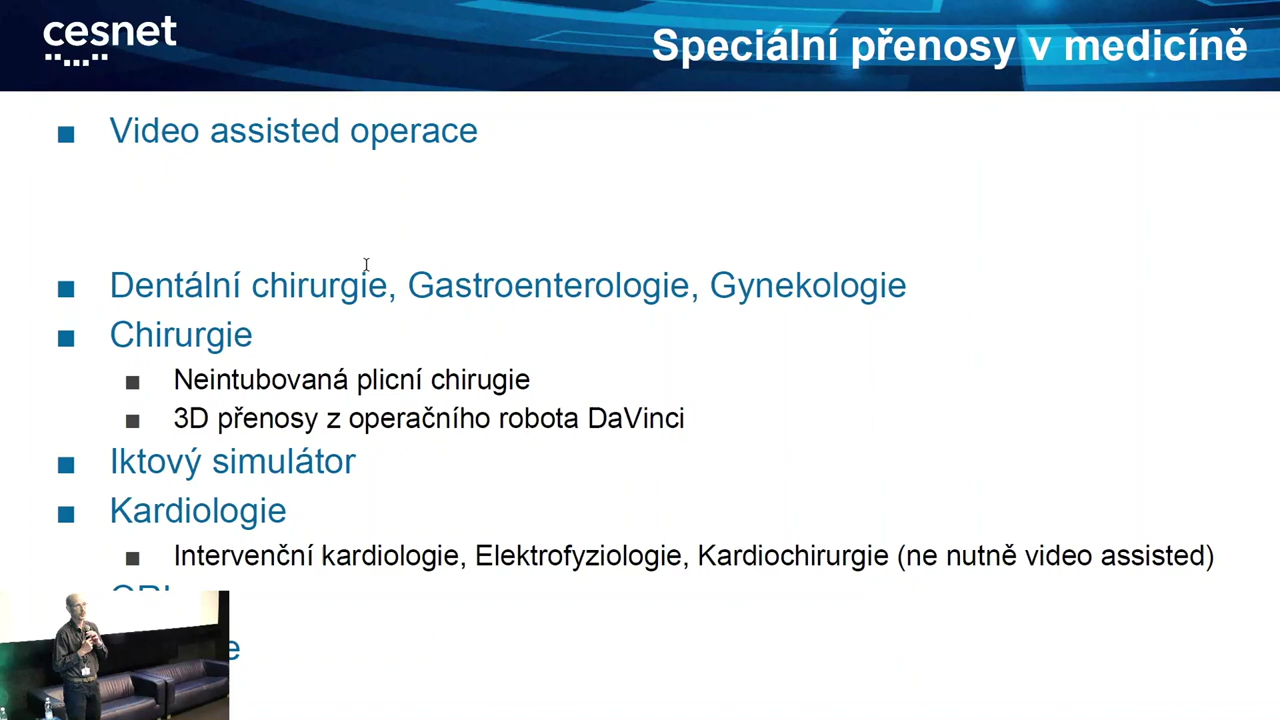 cesnet
Speciální přenosy v medicíně
Video assisted operace
Dentální chirurgie, Gastroenterologie, Gynekologie
Chirurgie
Neintubovaná plicní chirugie
3D přenosy z operačního robota DaVinci
Iktový simulátor
Kardiologie
Intervenční kardiologie, Elektrofyziologie, Kardiochirurgie (ne nutně video assisted)